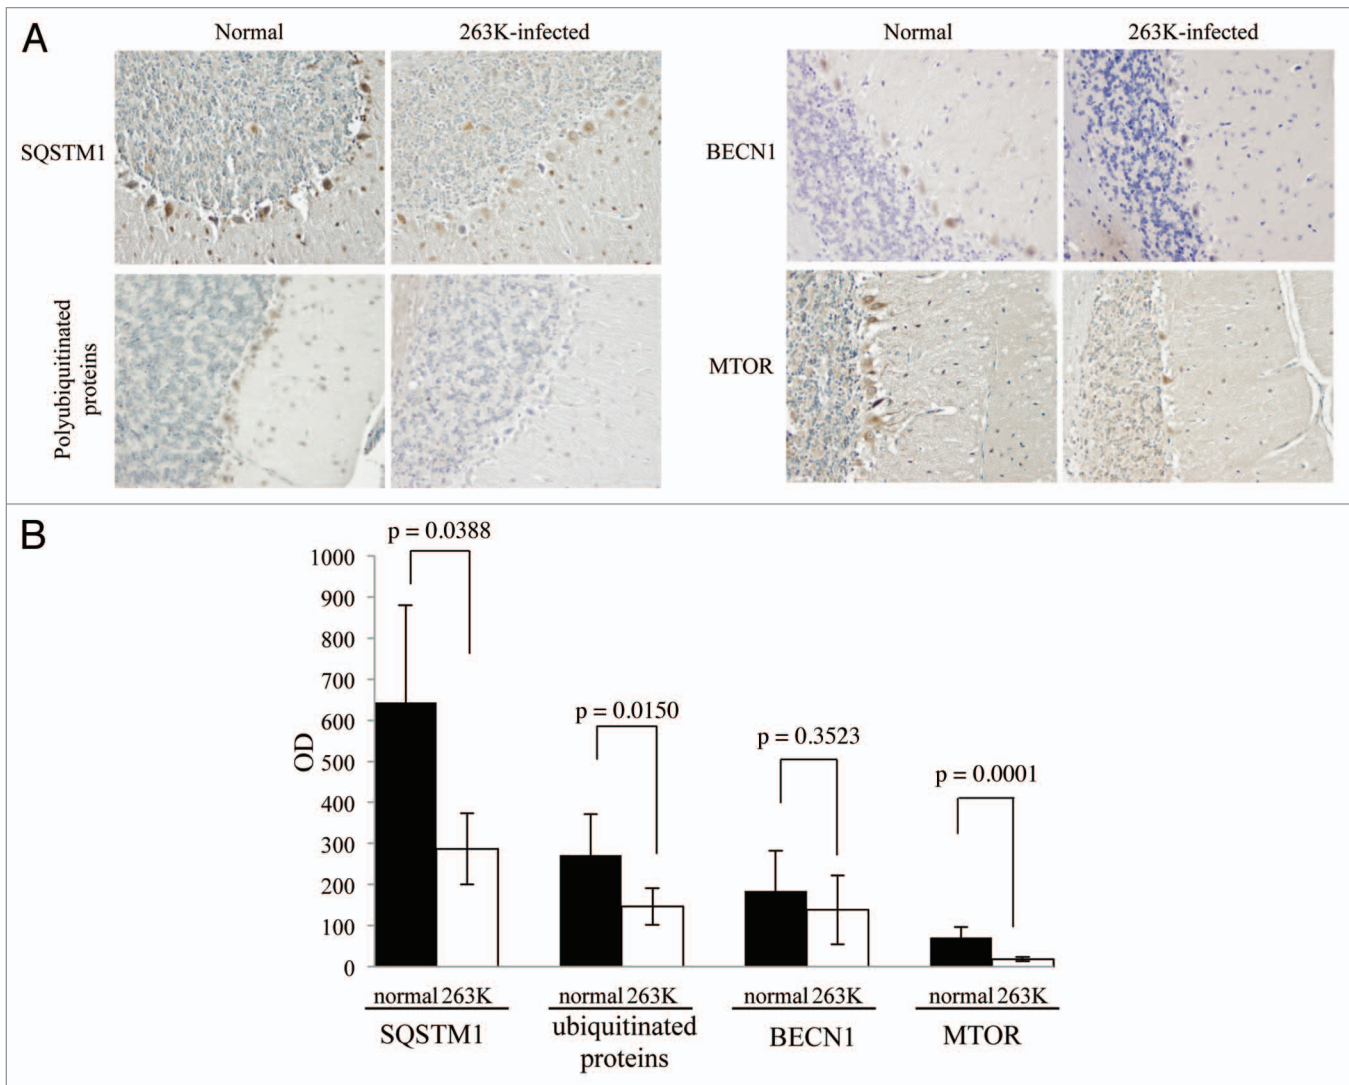 A
Normal 263K-infected
Normal 263K-infected
SQSTM1
BECN1
Polyubiquitinated
proteins
MTOR
B
p = 0.0388
p = 0.0150
p = 0.3523
p = 0.0001
OD
1000
900
800
700
600
500
400
300
200
100
0
normal 263K
normal 263K
normal 263K
normal 263K
SQSTM1
ubiquitinated
proteins
BECN1
MTOR